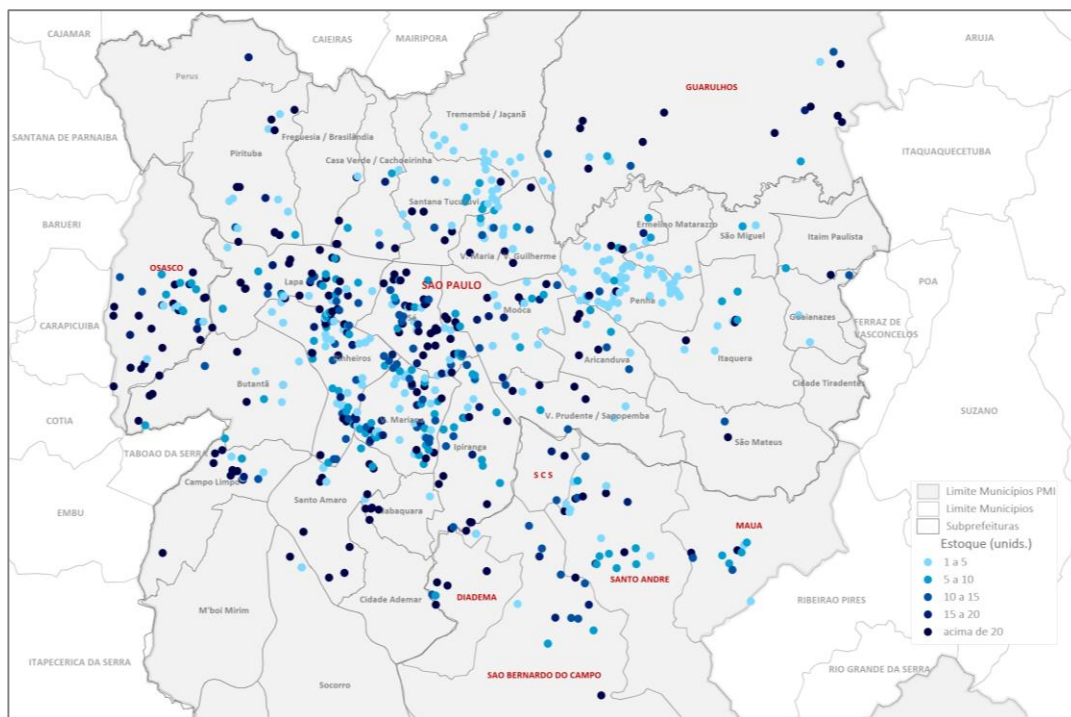 CAJAMAR
CAIEIRAS
MAIRIPORA
ARUJA
Perus
GUARULHOS
SANTANA DE PARNAIBA
Tremembé / Jaçanã
Freguesia / Brasilândia
Pirituba
Casa Verde / Cachoeirinha
ITAQUAQUECETUBA
Santana Tucuruvi
BARUERI
Ermelino Matarazzo
São Miguel
Itaim Paulista
V. Maria / V. Guilherme
OSASCO
Lapa
SAO PAULO
POA
Penha
Moóca
Sé
Guaianazes
FERRAZ DE
VASCONCELOS
CARAPICUIBA
Pinheiros
Aricanduva
Itaquera
Butantã
Cidade Tiradentes
SUZANO
COTIA
V. Mariana
V. Prudente / Sapopemba
Ipiranga
São Mateus
TABOAO DA SERRA
S C S
Campo Limpo
Santo Amaro
Jabaquara
EMBU
MAUA
Limite Municípios PMI
Limite Municípios
Subprefeituras
Estoque (unids.)
1 a 5
5 a 10
10 a 15
15 a 20
acima de 20
SANTO ANDRE
DIADEMA
Cidade Ademar
M'boi Mirim
RIBEIRAO PIRES
ITAPECERICA DA SERRA
RIO GRANDE DA SERRA
SAO BERNARDO DO CAMPO
Socorro